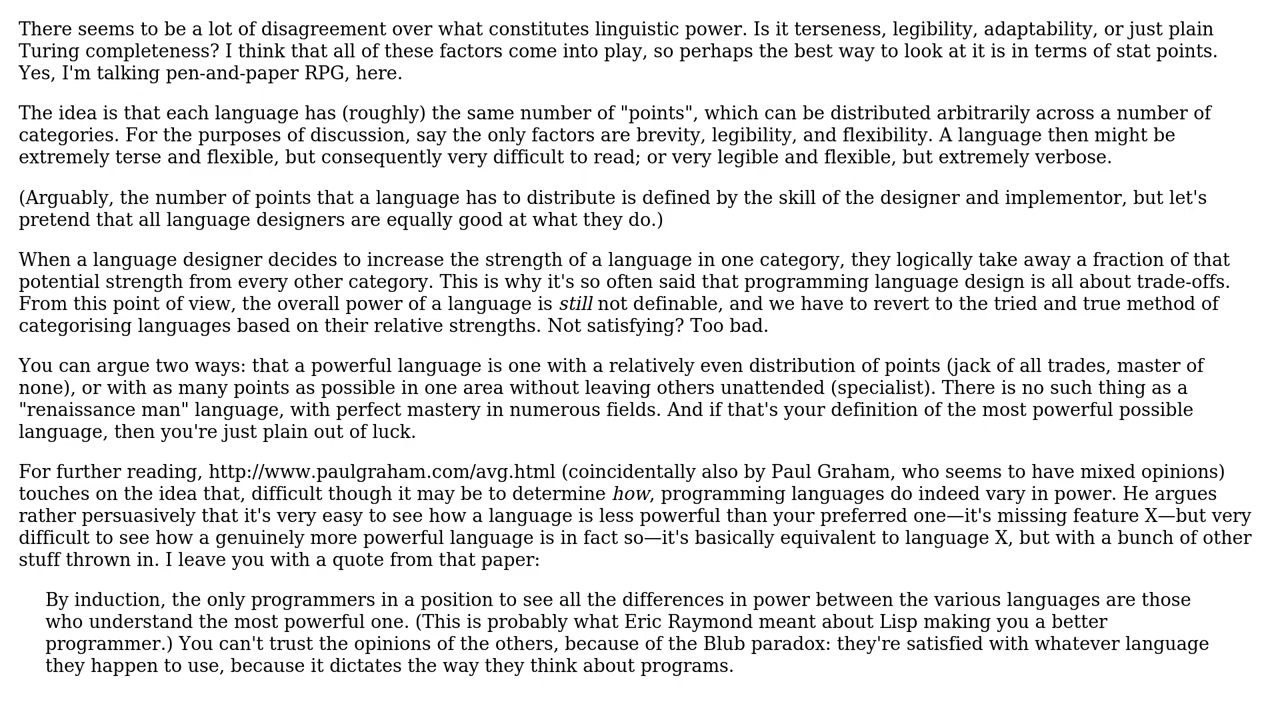 There seems to be a lot of disagreement over what constitutes linguistic power. Is it terseness, legibility, adaptability, or just plain
Turing completeness? I think that all of these factors come into play, so perhaps the best way to look at it is in terms of stat points.
Yes, I'm talking pen-and-paper RPG, here.
The idea is that each language has (roughly) the same number of "points", which can be distributed arbitrarily across a number of
categories. For the purposes of discussion, say the only factors are brevity, legibility, and flexibility. A language then might be
extremely terse and flexible, but consequently very difficult to read; or very legible and flexible, but extremely verbose.
(Arguably, the number of points that a language has to distribute is defined by the skill of the designer and implementor, but let's
pretend that all language designers are equally good at what they do.)
When a language designer decides to increase the strength of a language in one category, they logically take away a fraction of that
potential strength from every other category. This is why it's so often said that programming language design is all about trade-offs.
From this point of view, the overall power of a language is still not definable, and we have to revert to the tried and true method of
categorising languages based on their relative strengths. Not satisfying? Too bad.
You can argue two ways: that a powerful language is one with a relatively even distribution of points (jack of all trades, master of
none), or with as many points as possible in one area without leaving others unattended (specialist). There is no such thing as a
"renaissance man" language, with perfect mastery in numerous fields. And if that's your definition of the most powerful possible
language, then you're just plain out of luck.
For further reading, http://www.paulgraham.com/avg.html (coincidentally also by Paul Graham, who seems to have mixed opinions)
touches on the idea that, difficult though it may be to determine how, programming languages do indeed vary in power. He argues
rather persuasively that it's very easy to see how a language is less powerful than your preferred one—it's missing feature X—but very
difficult to see how a genuinely more powerful language is in fact so—it's basically equivalent to language X, but with a bunch of other
stuff thrown in. I leave you with a quote from that paper:
By induction, the only programmers in a position to see all the differences in power between the various languages are those
who understand the most powerful one. (This is probably what Eric Raymond meant about Lisp making you a better
programmer.) You can't trust the opinions of the others, because of the Blub paradox: they're satisfied with whatever language
they happen to use, because it dictates the way they think about programs.